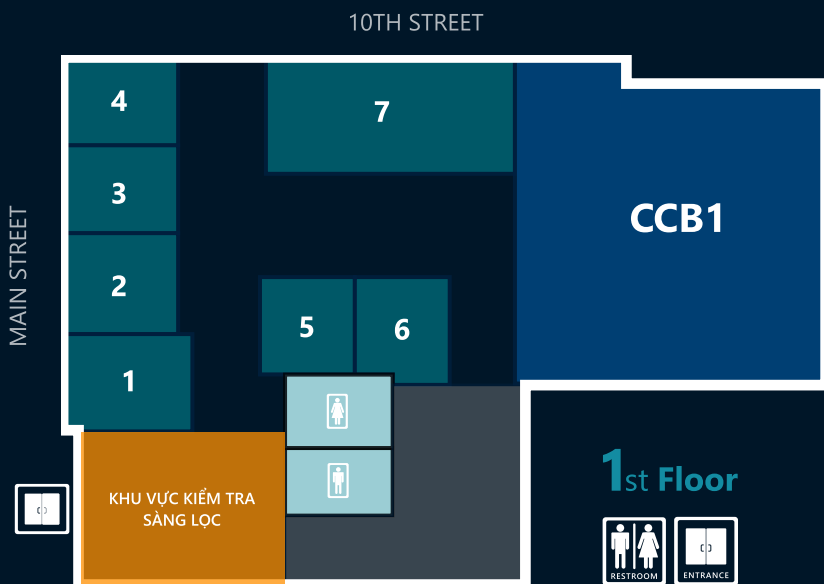 10TH STREET
4
7
3
CCB1
MAIN STREET
2
5
6
1
KHU VỰC KIỂM TRA
SÀNG LỌC
1st Floor
RESTROOM
ENTRANCE